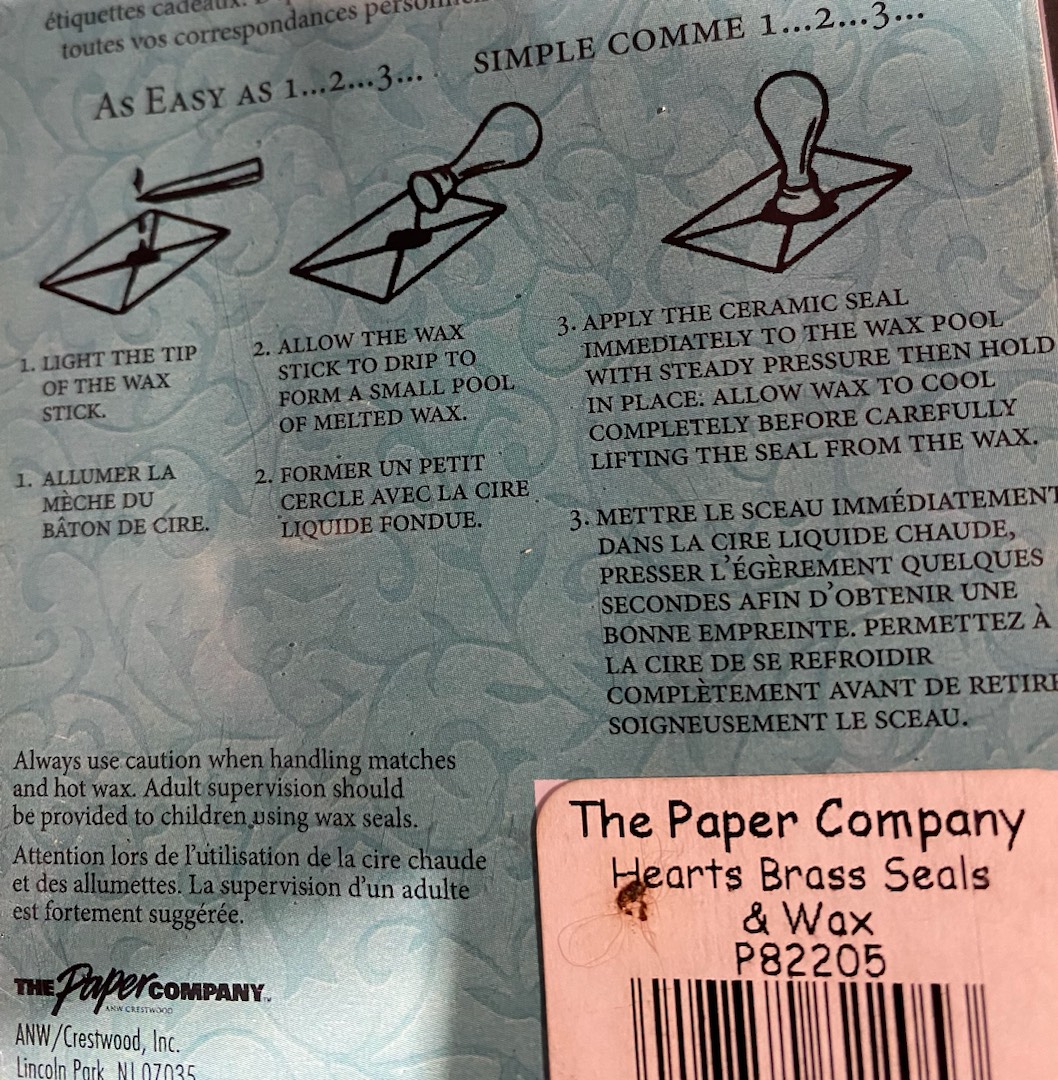 étiquettes cadeaux.
toutes vos correspondances
AS EASY AS 1...2...3...
SIMPLE COMME 1...2...3...
1. LIGHT THE TIP
OF THE WAX
STICK.
2. ALLOW THE WAX
STICK TO DRIP TO
FORM A SMALL POOL
OF MELTED WAX.
3. APPLY THE CERAMIC SEAL
IMMEDIATELY TO THE WAX POOL
WITH STEADY PRESSURE THEN HOLD
IN PLACE: ALLOW WAX TO COOL
COMPLETELY BEFORE CAREFULLY
LIFTING THE SEAL FROM THE WAX.
1. ALLUMER LA
MÈCHE DU
BÂTON DE CIRE.
2. FORMER UN PETIT
CERCLE AVEC LA CIRE
LIQUIDE FONDUE.
3. METTRE LE SCEAU IMMÉDIATEMENT
DANS LA CIRE LIQUIDE CHAUDE,
PRESSER L'ÉGÈREMENT QUELQUES
SECONDES AFIN D'OBTENIR UNE
BONNE EMPREINTE. PERMETTEZ À
LA CIRE DE SE REFROIDIR
COMPLÈTEMENT AVANT DE RETIRE
SOIGNEUSEMENT LE SCEAU.
Always use caution when handling matches
and hot wax. Adult supervision should
be provided to children using wax seals.
Attention lors de l'utilisation de la cire chaude
et des allumettes. La supervision d'un adulte
est fortement suggérée.
THE Paper COMPANY™
ANW CRESTWOOD
ANW/Crestwood, Inc.
Lincoln Park, NJ 07035
The Paper Company
Hearts Brass Seals
& Wax
P82205